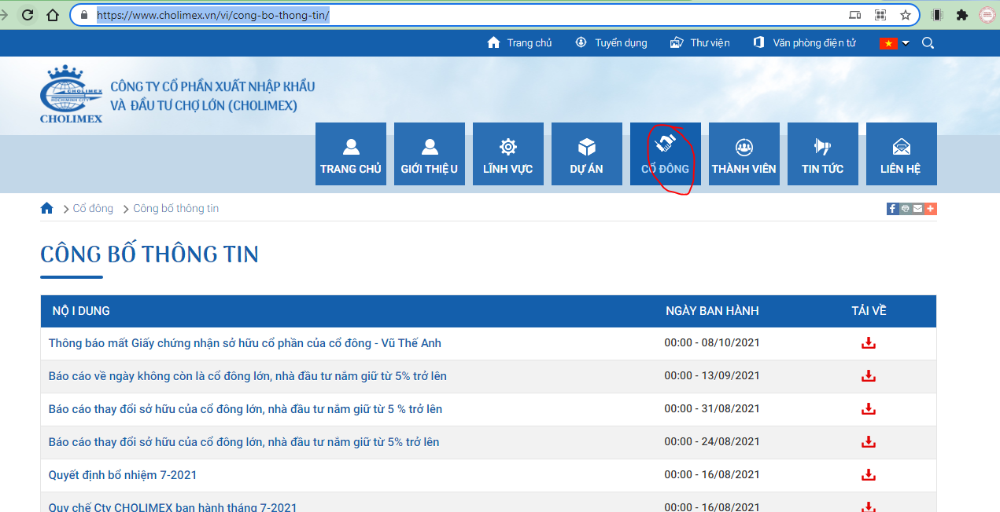 https://www.cholimex.vn/vi/cong-bo-thong-tin/
Trang chủ Tuyển dụng Thư viện Văn phòng điện tử
CHOLIMEX
HOCHIMINH CITY
CHOLIMEX
CÔNG TY CỔ PHẦN XUẤT NHẬP KHẨU
VÀ ĐẦU TƯ CHỢ LỚN (CHOLIMEX)
TRANG CHỦ GIỚI THIỆU LĨNH VỰC DỰ ÁN CỔ ĐÔNG THÀNH VIÊN TIN TỨC LIÊN HỆ
Cổ đông Công bố thông tin
CÔNG BỐ THÔNG TIN
NỘI DUNG NGÀY BAN HÀNH TẢI VỀ
Thông báo mất Giấy chứng nhận sở hữu cổ phần của cổ đông - Vũ Thế Anh 00:00 - 08/10/2021
Báo cáo về ngày không còn là cổ đông lớn, nhà đầu tư nắm giữ từ 5% trở lên 00:00 - 13/09/2021
Báo cáo thay đổi sở hữu của cổ đông lớn, nhà đầu tư nắm giữ từ 5 % trở lên 00:00 - 31/08/2021
Báo cáo thay đổi sở hữu của cổ đông lớn, nhà đầu tư nắm giữ từ 5% trở lên 00:00 - 24/08/2021
Quyết định bổ nhiệm 7-2021 00:00 - 16/08/2021
Quy chế Cty CHOLIMEX ban hành tháng 7-2021 00:00 - 16/08/2021